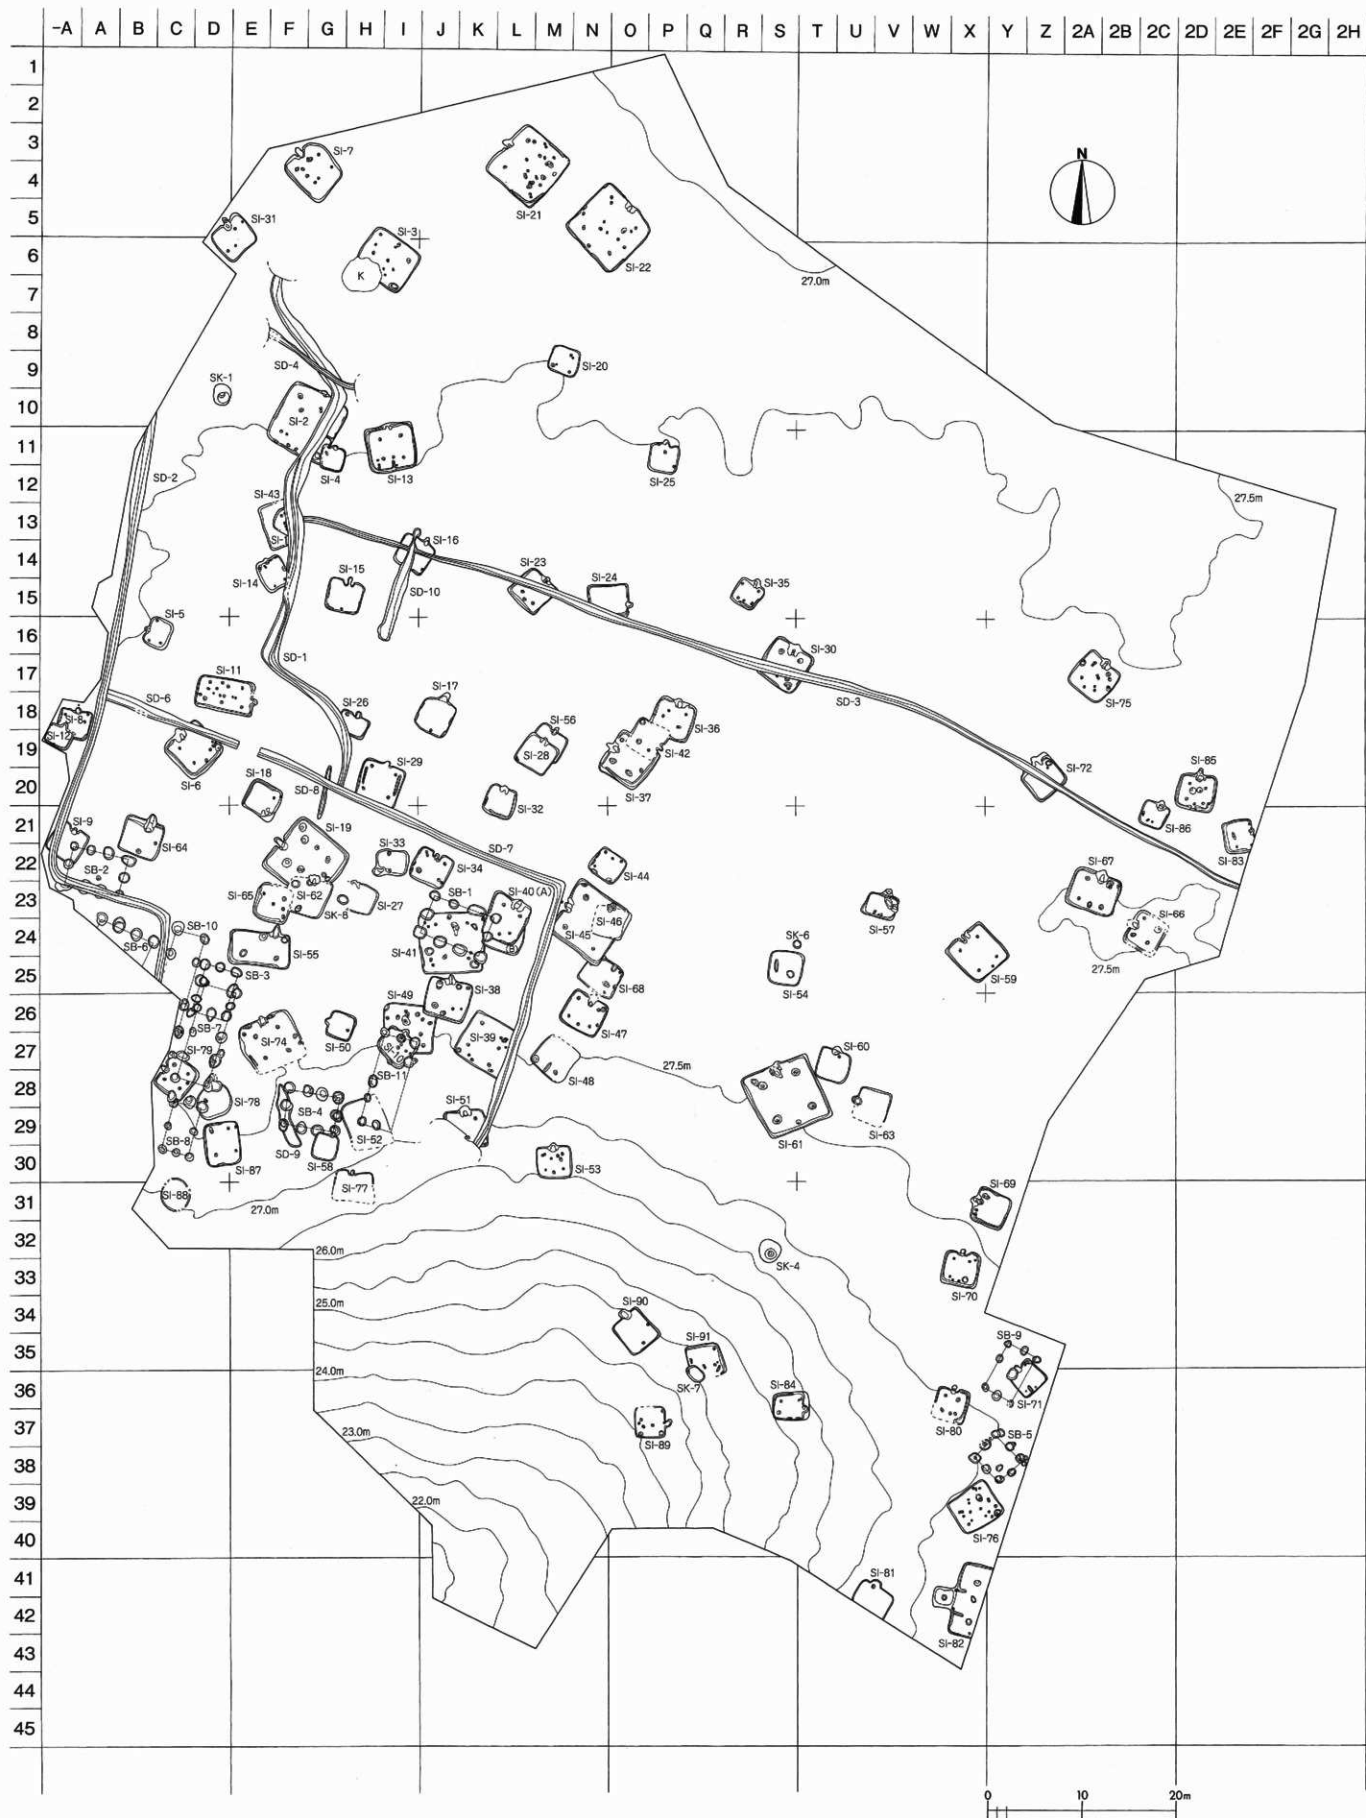 -A A B C D E F G H I J K L M N O P Q R S T U V W X Y Z 2A 2B 2C 2D 2E 2F 2G 2H
1
2
3
SI-7
N
4
SI-21
5
SI-31
SI-3
6
K
SI-22
7
27.0m
8
SD-4
9
SI-20
SK-1
10
SI-2
11
SI-4
SI-13
SI-25
12
SD-2
SI-43
27.5m
13
SI-1
SI-16
14
SI-14
SI-15
SI-23
SI-24
SI-35
15
SD-10
SI-5
16
SD-1
SI-30
17
SI-11
SD-3
SI-75
SD-6
SI-17
18
SI-8
SI-26
SI-56
SI-36
SI-12
19
SI-28
SI-42
SI-6
SI-18
SI-29
SI-72
SI-85
20
SD-8
SI-32
SI-37
SI-86
21
SI-9
SI-64
SI-19
SI-33
SD-7
SI-83
22
SB-2
SI-34
SI-44
SI-67
SI-65
SI-62
SB-1
SI-40(A)
23
SK-8
SI-27
SI-46
SI-57
SI-66
SB-10
24
SB-6
SI-55
SI-41
SI-45
SK-6
SB-3
27.5m
25
SI-68
SI-54
SI-59
SI-38
26
SI-49
SB-7
SI-47
27
SI-79
SI-74
SI-50
SI-10
SI-39
SI-60
SI-48
27.5m
28
SB-11
SI-78
SB-4
SI-51
29
SI-52
SI-63
SB-8
SI-61
SD-9
30
SI-87
SI-58
SI-53
SI-77
SI-88
31
27.0m
SI-69
32
26.0m
SK-4
33
SI-70
34
25.0m
SI-90
SB-9
35
SI-91
24.0m
36
SK-7
SI-84
SI-71
37
SI-80
23.0m
SI-89
SB-5
38
39
22.0m
SI-76
40
41
SI-81
42
SI-82
43
44
45
0 10 20m